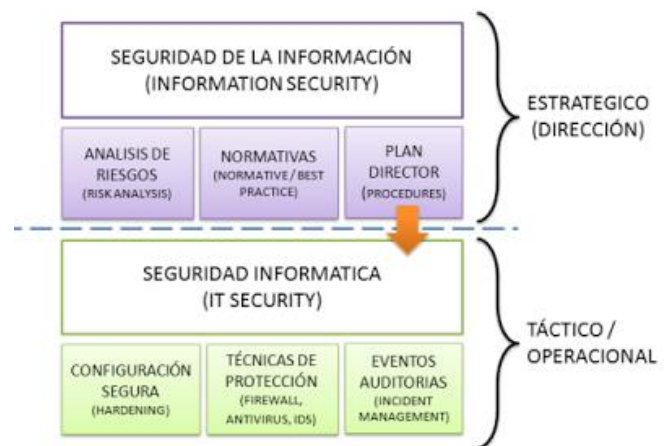 SEGURIDAD DE LA INFORMACIÓN
(INFORMATION SECURITY)
ESTRATEGICO
(DIRECCIÓN)
ANALISIS DE
RIESGOS
(RISK ANALYSIS)
NORMATIVAS
(NORMATIVE / BEST
PRACTICE)
PLAN
DIRECTOR
(PROCEDURES)
SEGURIDAD INFORMATICA
(IT SECURITY)
TÁCTICO /
OPERACIONAL
CONFIGURACIÓN
SEGURA
(HARDENING)
TÉCNICAS DE
PROTECCIÓN
(FIREWALL,
ANTIVIRUS, IDS)
EVENTOS
AUDITORIAS
(INCIDENT
MANAGEMENT)